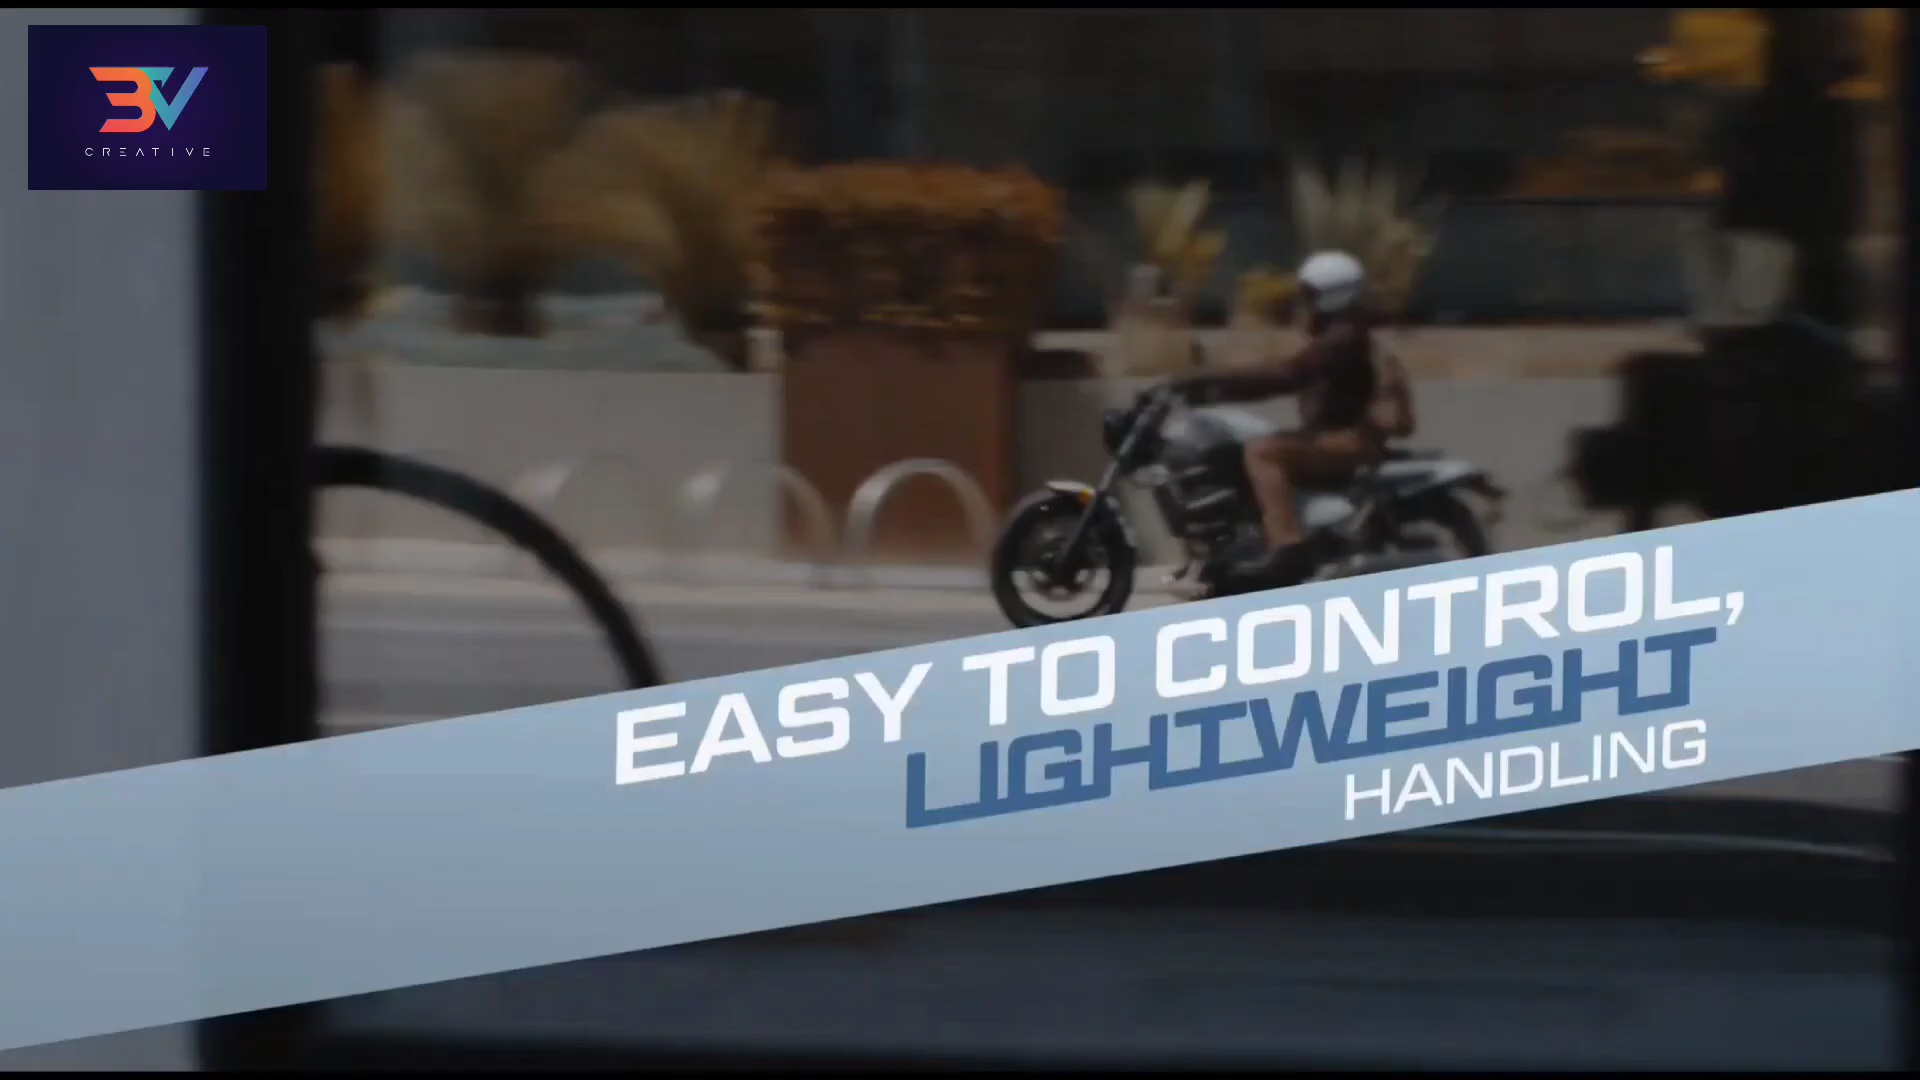 3V
CREATIVE
EASY TO CONTROL,
LIGHTWEIGHT
HANDLING